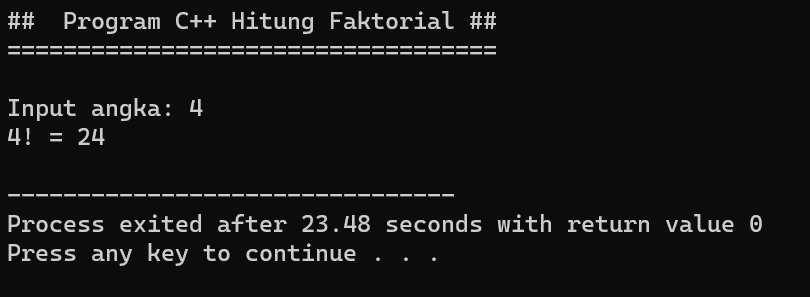 ##  Program C++ Hitung Faktorial ##
===================================
Input angka: 4
4! = 24
--------------------------------
Process exited after 23.48 seconds with return value 0
Press any key to continue . . .